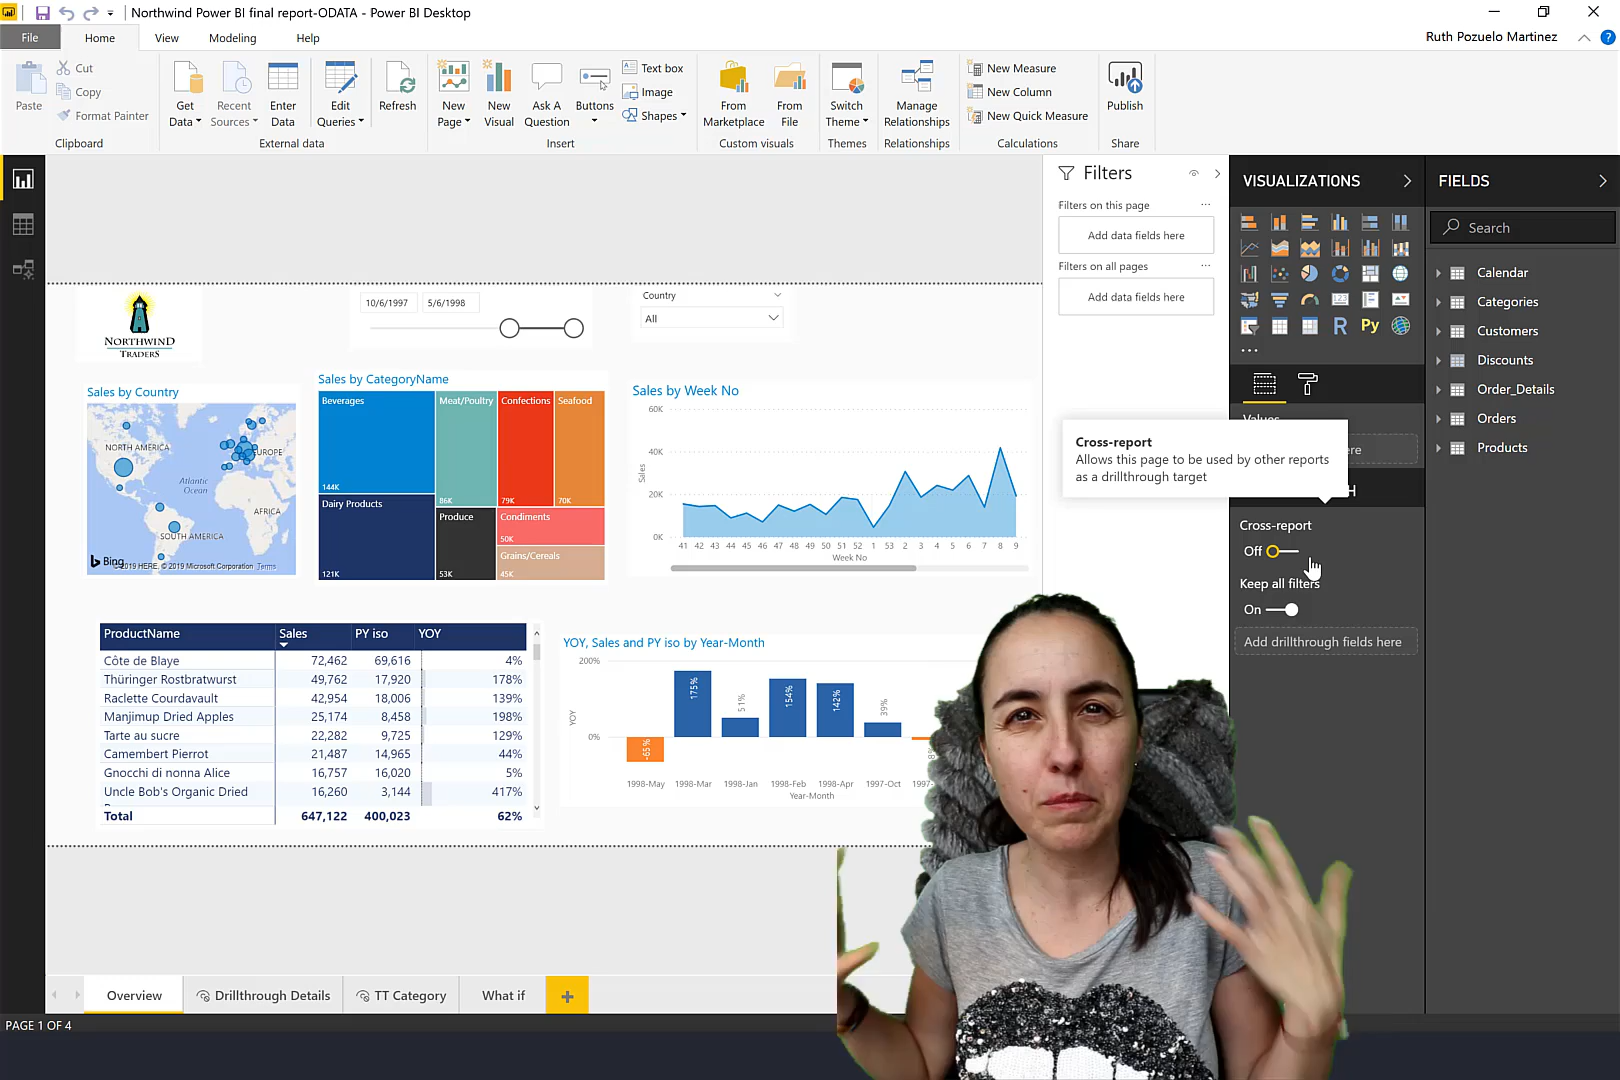 Northwind Power BI final report-ODATA - Power BI Desktop
File
Home
View
Modeling
Help
Ruth Pozuelo Martinez
Paste
Cut
Copy
Format Painter
Clipboard
Get Data
Recent Sources
Enter Data
Edit Queries
Refresh
External data
New Page
New Visual
Ask A Question
Buttons
Text box
Image
Shapes
Insert
From Marketplace
From File
Custom visuals
Switch Theme
Themes
Manage Relationships
Relationships
New Measure
New Column
New Quick Measure
Calculations
Publish
Share
10/6/1997
5/6/1998
Country
All
NORTHWIND
TRADERS
Sales by Country
NORTH AMERICA
EUROPE
Atlantic
Ocean
AFRICA
SOUTH AMERICA
Bing
© 2019 HERE, © 2019 Microsoft Corporation Terms
Sales by CategoryName
Beverages
144K
Dairy Products
121K
Meat/Poultry
86K
Confections
79K
Seafood
70K
Produce
53K
Condiments
50K
Grains/Cereals
45K
Sales by Week No
60K
40K
20K
0K
Sales
41 42 43 44 45 46 47 48 49 50 51 52 1 53 2 3 4 5 6 7 8 9
Week No
ProductName Sales PY iso YOY
Côte de Blaye 72,462 69,616 4%
Thüringer Rostbratwurst 49,762 17,920 178%
Raclette Courdavault 42,954 18,006 139%
Manjimup Dried Apples 25,174 8,458 198%
Tarte au sucre 22,282 9,725 129%
Camembert Pierrot 21,487 14,965 44%
Gnocchi di nonna Alice 16,757 16,020 5%
Uncle Bob's Organic Dried 16,260 3,144 417%
Total 647,122 400,023 62%
YOY, Sales and PY iso by Year-Month
200%
0%
YOY
-65%
175%
51%
154%
142%
39%
1998-May 1998-Mar 1998-Jan 1998-Feb 1998-Apr 1997-Oct 1997-
Year-Month
Filters
Filters on this page
Add data fields here
Filters on all pages
Add data fields here
VISUALIZATIONS
R
Py
Values
Cross-report
Allows this page to be used by other reports
as a drillthrough target
ere
H
Cross-report
Off
Keep all filters
On
Add drillthrough fields here
FIELDS
Search
Calendar
Categories
Customers
Discounts
Order_Details
Orders
Products
Overview
Drillthrough Details
TT Category
What if
PAGE 1 OF 4